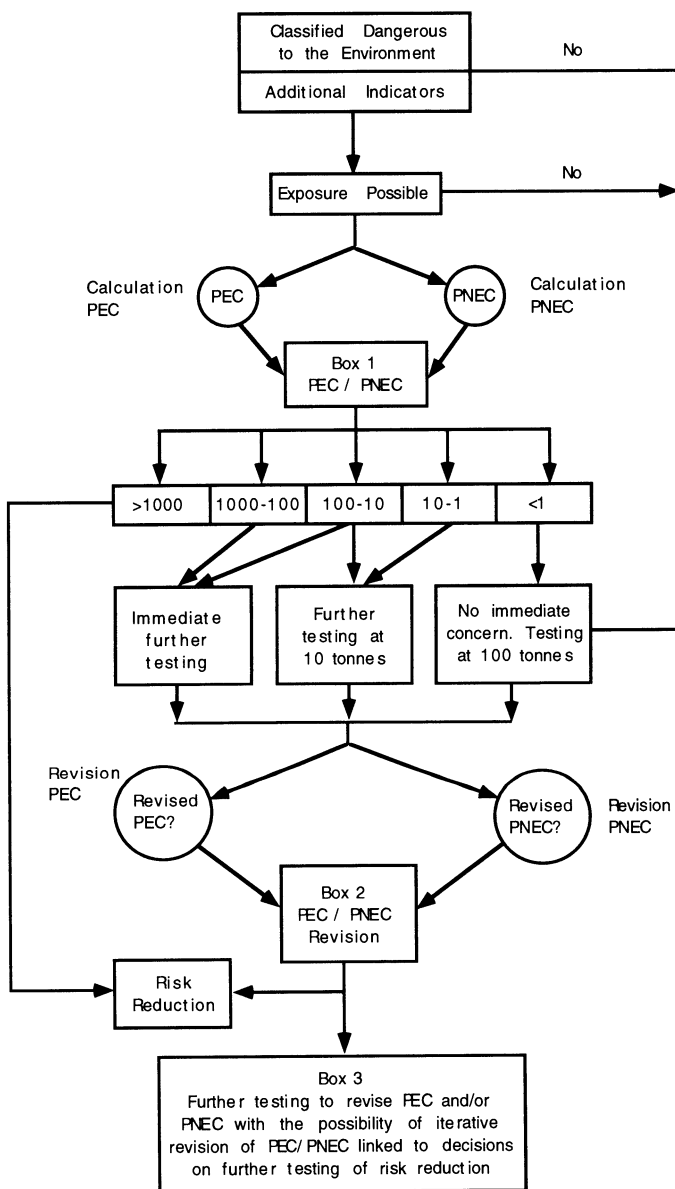 Classified Dangerous
to the Environment
No
Additional Indicators
No
Exposure Possible
Calculation
PEC
PEC
PNEC
Calculation
PNEC
Box 1
PEC / PNEC
>1000
1000-100
100-10
10-1
<1
Immediate
further
testing
Further
testing at
10 tonnes
No immediate
concern. Testing
at 100 tonnes
Revision
PEC
Revised
PEC?
Revised
PNEC?
Revision
PNEC
Box 2
PEC / PNEC
Revision
Risk
Reduction
Box 3
Further testing to revise PEC and/or
PNEC with the possibility of iterative
revision of PEC/PNEC linked to decisions
on further testing of risk reduction